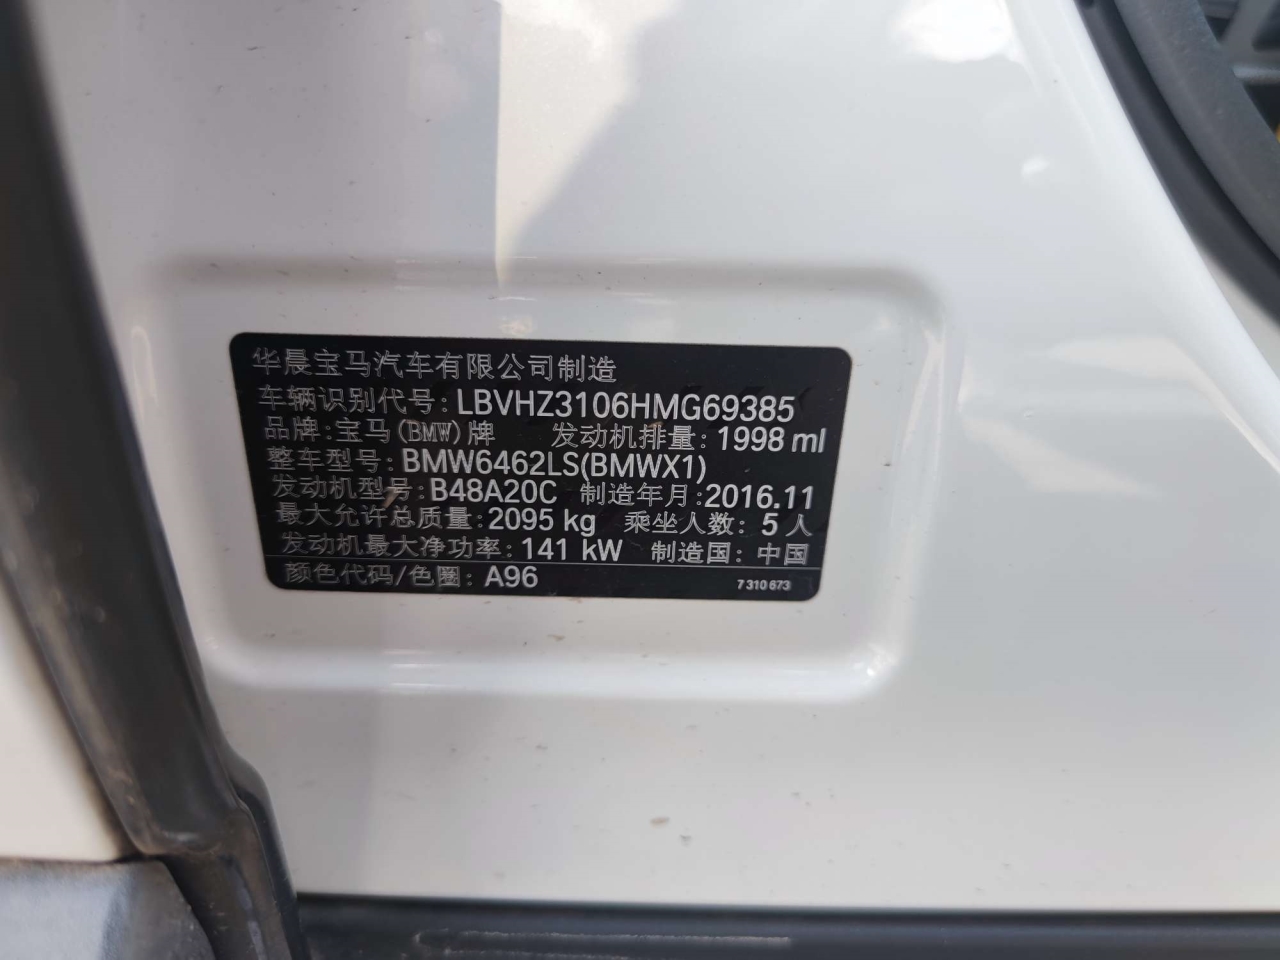 华晨宝马汽车有限公司制造
车辆识别代号: LBVHZ3106HMG69385
品牌: 宝马(BMW)牌 发动机排量: 1998 ml
整车型号: BMW6462LS(BMWX1)
发动机型号: B48A20C 制造年月: 2016.11
最大允许总质量: 2095 kg 乘坐人数: 5 人
发动机最大净功率: 141 kW 制造国: 中国
颜色代码/色圈: A96 7 310 673